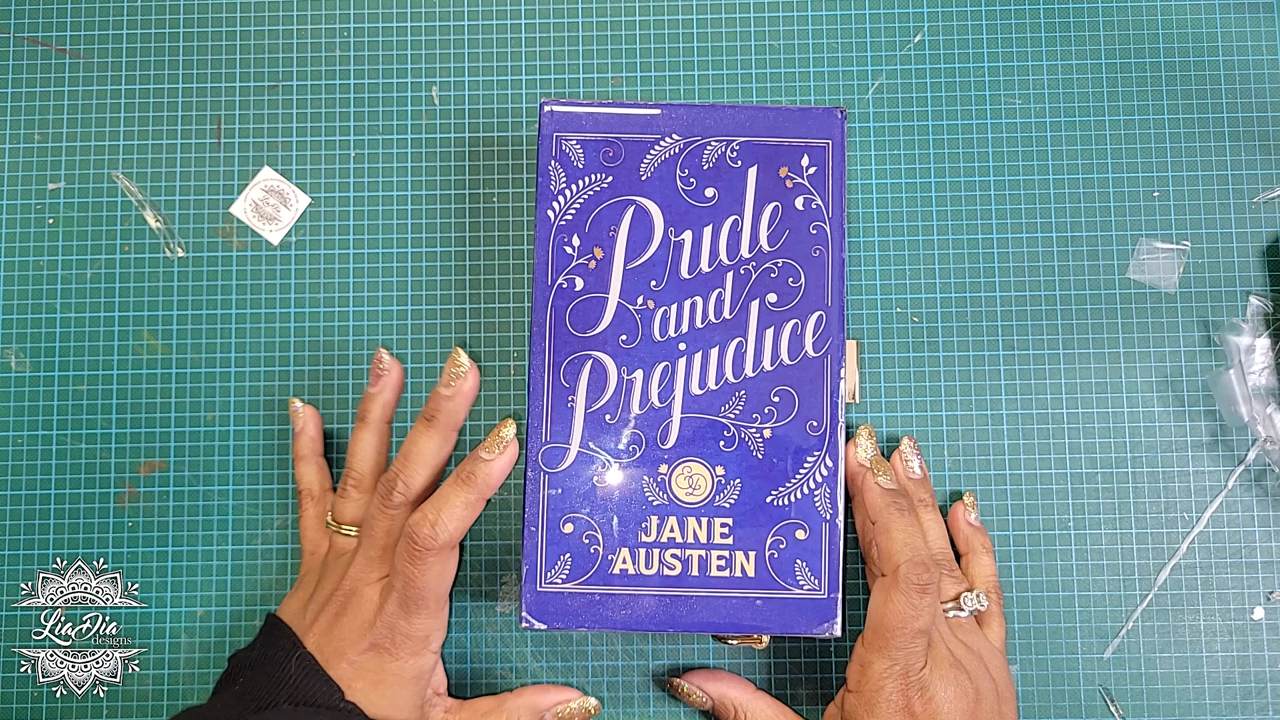 Pride
and
Prejudice
JANE
AUSTEN
LiaDia
designs